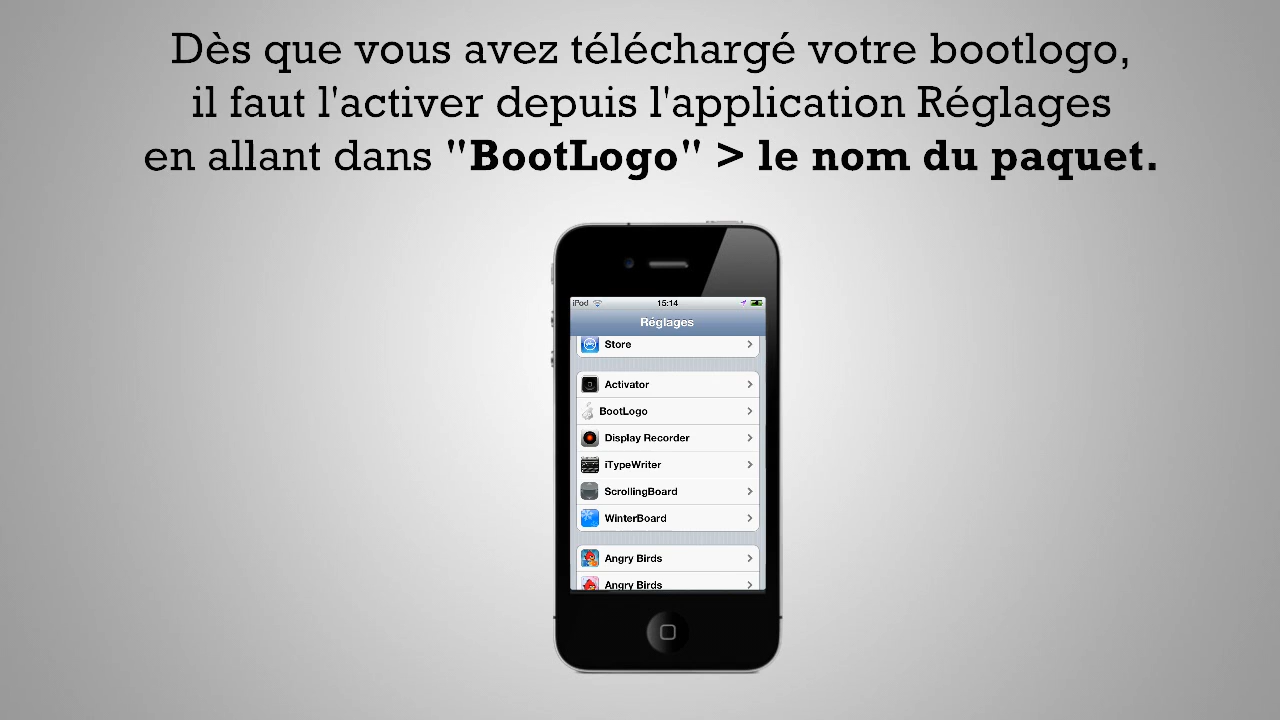 Dès que vous avez téléchargé votre bootlogo,
il faut l'activer depuis l'application Réglages
en allant dans "BootLogo" > le nom du paquet.
iPod 15:14
Réglages
Store
Activator
BootLogo
Display Recorder
iTypeWriter
ScrollingBoard
WinterBoard
Angry Birds
Angry Birds